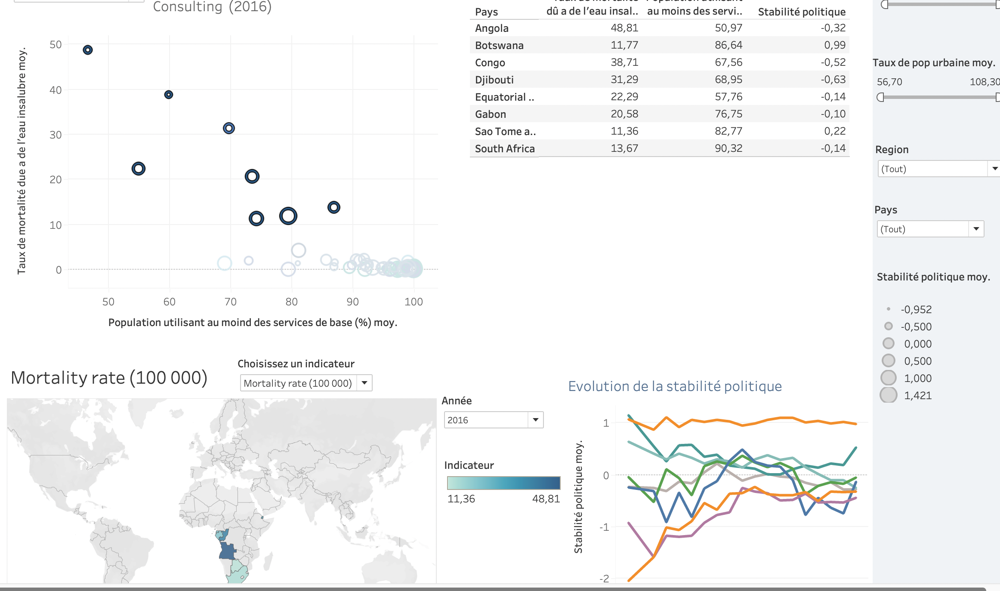 Consulting (2016)
Taux de mortalité due a de l'eau insalubre moy.
50
40
30
20
10
0
50 60 70 80 90 100
Population utilisant au moind des services de base (%) moy.
Taux de mortalité Population utilisant
Pays dû a de l'eau insal.. au moins des servi.. Stabilité politique
Angola 48,81 50,97 -0,32
Botswana 11,77 86,64 0,99
Congo 38,71 67,56 -0,52
Djibouti 31,29 68,95 -0,63
Equatorial .. 22,29 57,76 -0,14
Gabon 20,58 76,75 -0,10
Sao Tome a.. 11,36 82,77 0,22
South Africa 13,67 90,32 -0,14
Taux de pop urbaine moy.
56,70 108,30
Region
(Tout)
Pays
(Tout)
Stabilité politique moy.
-0,952
-0,500
0,000
0,500
1,000
1,421
Mortality rate (100 000)
Choisissez un indicateur
Mortality rate (100 000)
Année
2016
Indicateur
11,36 48,81
Evolution de la stabilité politique
Stabilité politique moy.
1
0
-1
-2